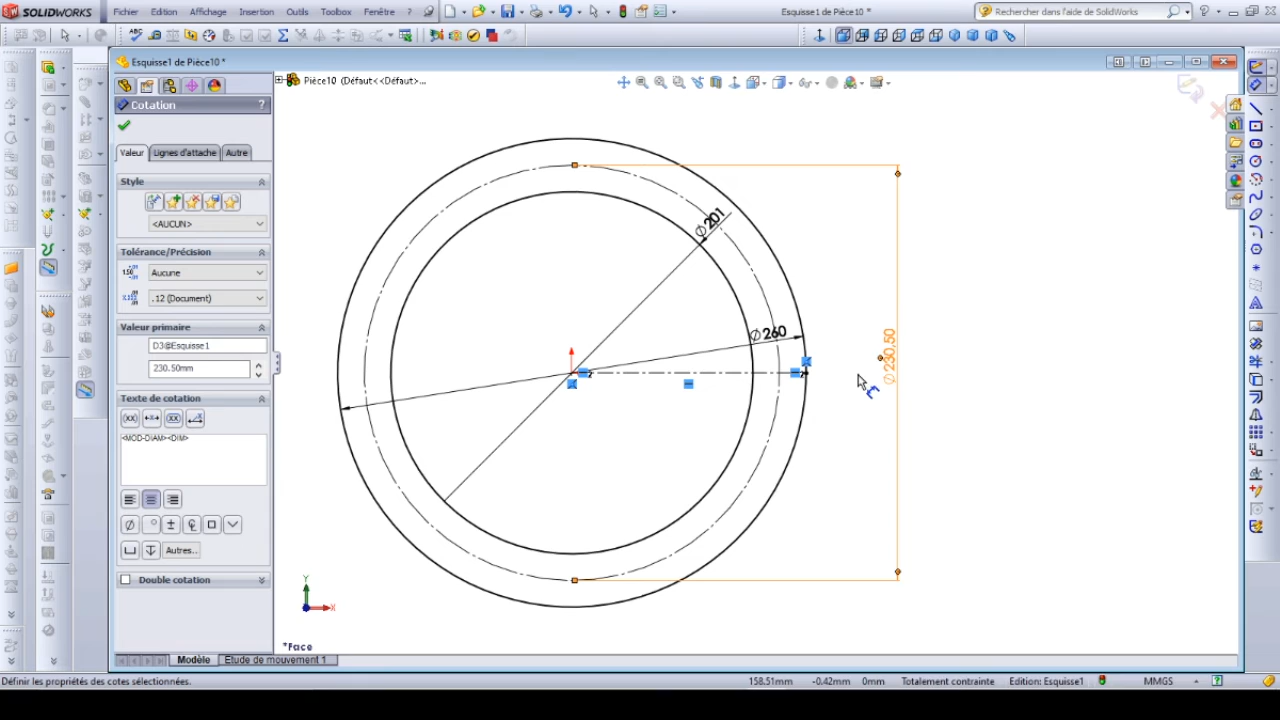 SOLIDWORKS
Fichier Edition Affichage Insertion Outils Toolbox Fenêtre ?
Esquisse1 de Pièce10 *
Rechercher dans l'aide de SolidWorks
?
Esquisse1 de Pièce10 *
Pièce10 (Défaut<<Défaut>...
Cotation ?
Valeur Lignes d'attache Autre
Style
<AUCUN>
Tolérance/Précision
Aucune
.12 (Document)
Valeur primaire
D3@Esquisse1
230.50mm
Texte de cotation
(xx)
<MOD-DIAM><DIM>
Autres..
Double cotation
∅201
∅260
∅230,50
2
2
Y
X
*Face
Modèle Etude de mouvement 1
Définir les propriétés des cotes sélectionnées. 158.51mm -0.42mm 0mm Totalement contrainte Edition: Esquisse1 MMGS ?